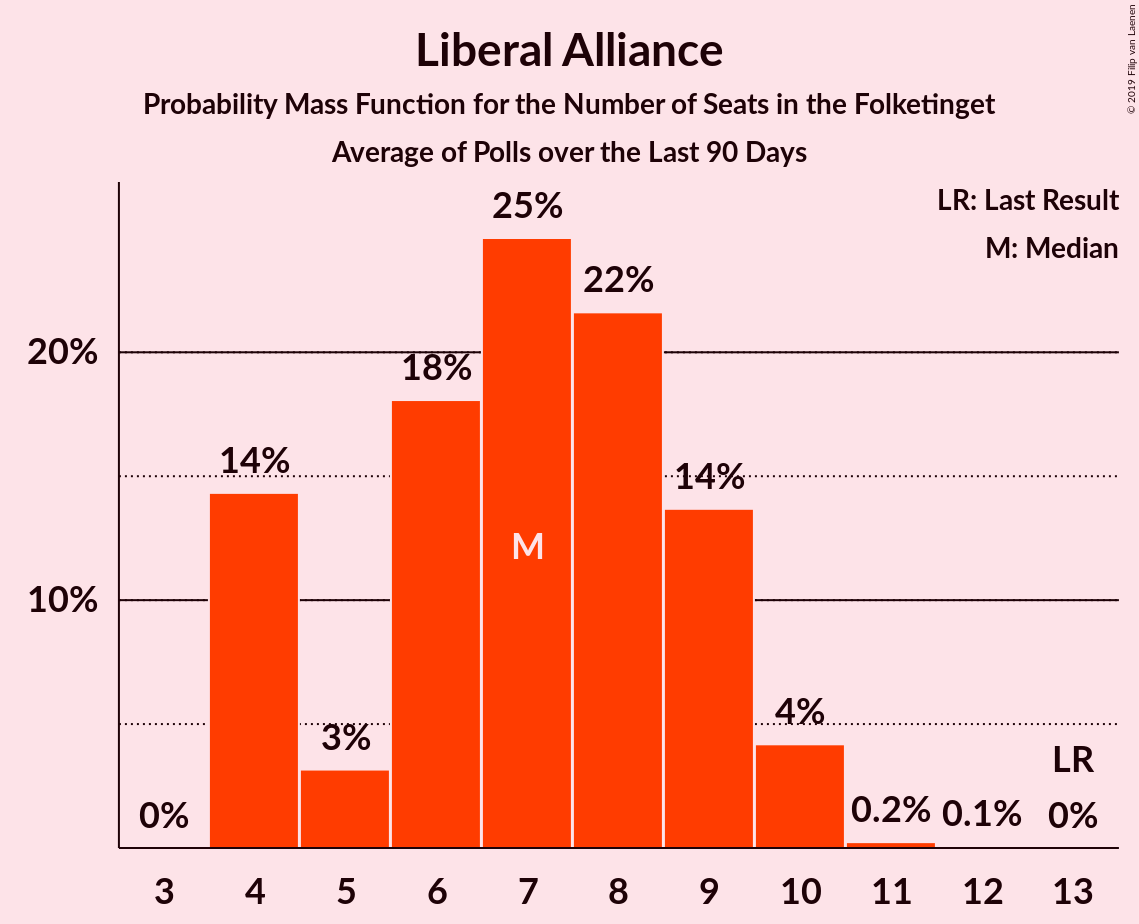 Liberal Alliance
Probability Mass Function for the Number of Seats in the Folketinget
Average of Polls over the Last 90 Days
© 2019 Filip van Laenen
LR: Last Result
M: Median
25%
22%
20%
18%
14%
14%
M
10%
4%
3%
LR
0%
0.2%
0.1%
0%
3 4 5 6 7 8 9 10 11 12 13